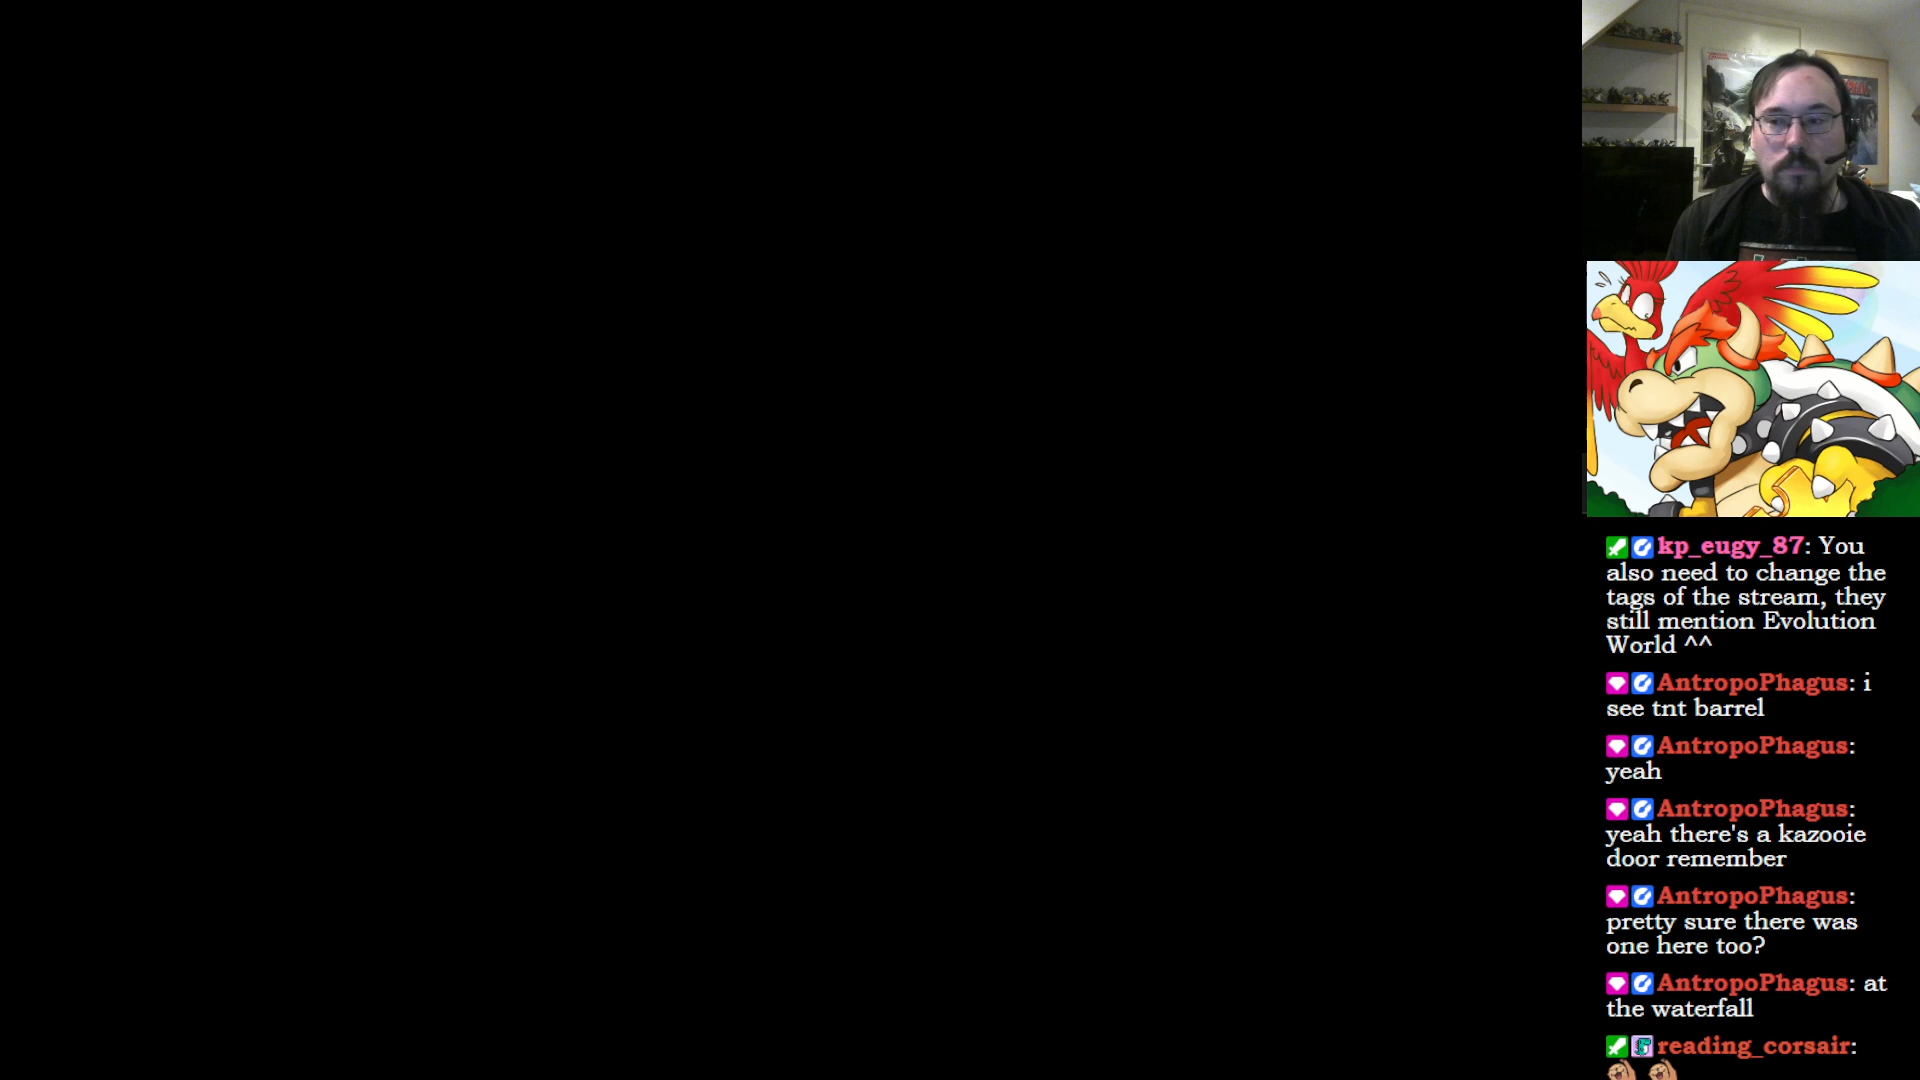 kp_eugy_87: You
also need to change the
tags of the stream, they
still mention Evolution
World ^^
AntropoPhagus: i
see tnt barrel
AntropoPhagus:
yeah
AntropoPhagus:
yeah there's a kazooie
door remember
AntropoPhagus:
pretty sure there was
one here too?
AntropoPhagus: at
the waterfall
reading_corsair: